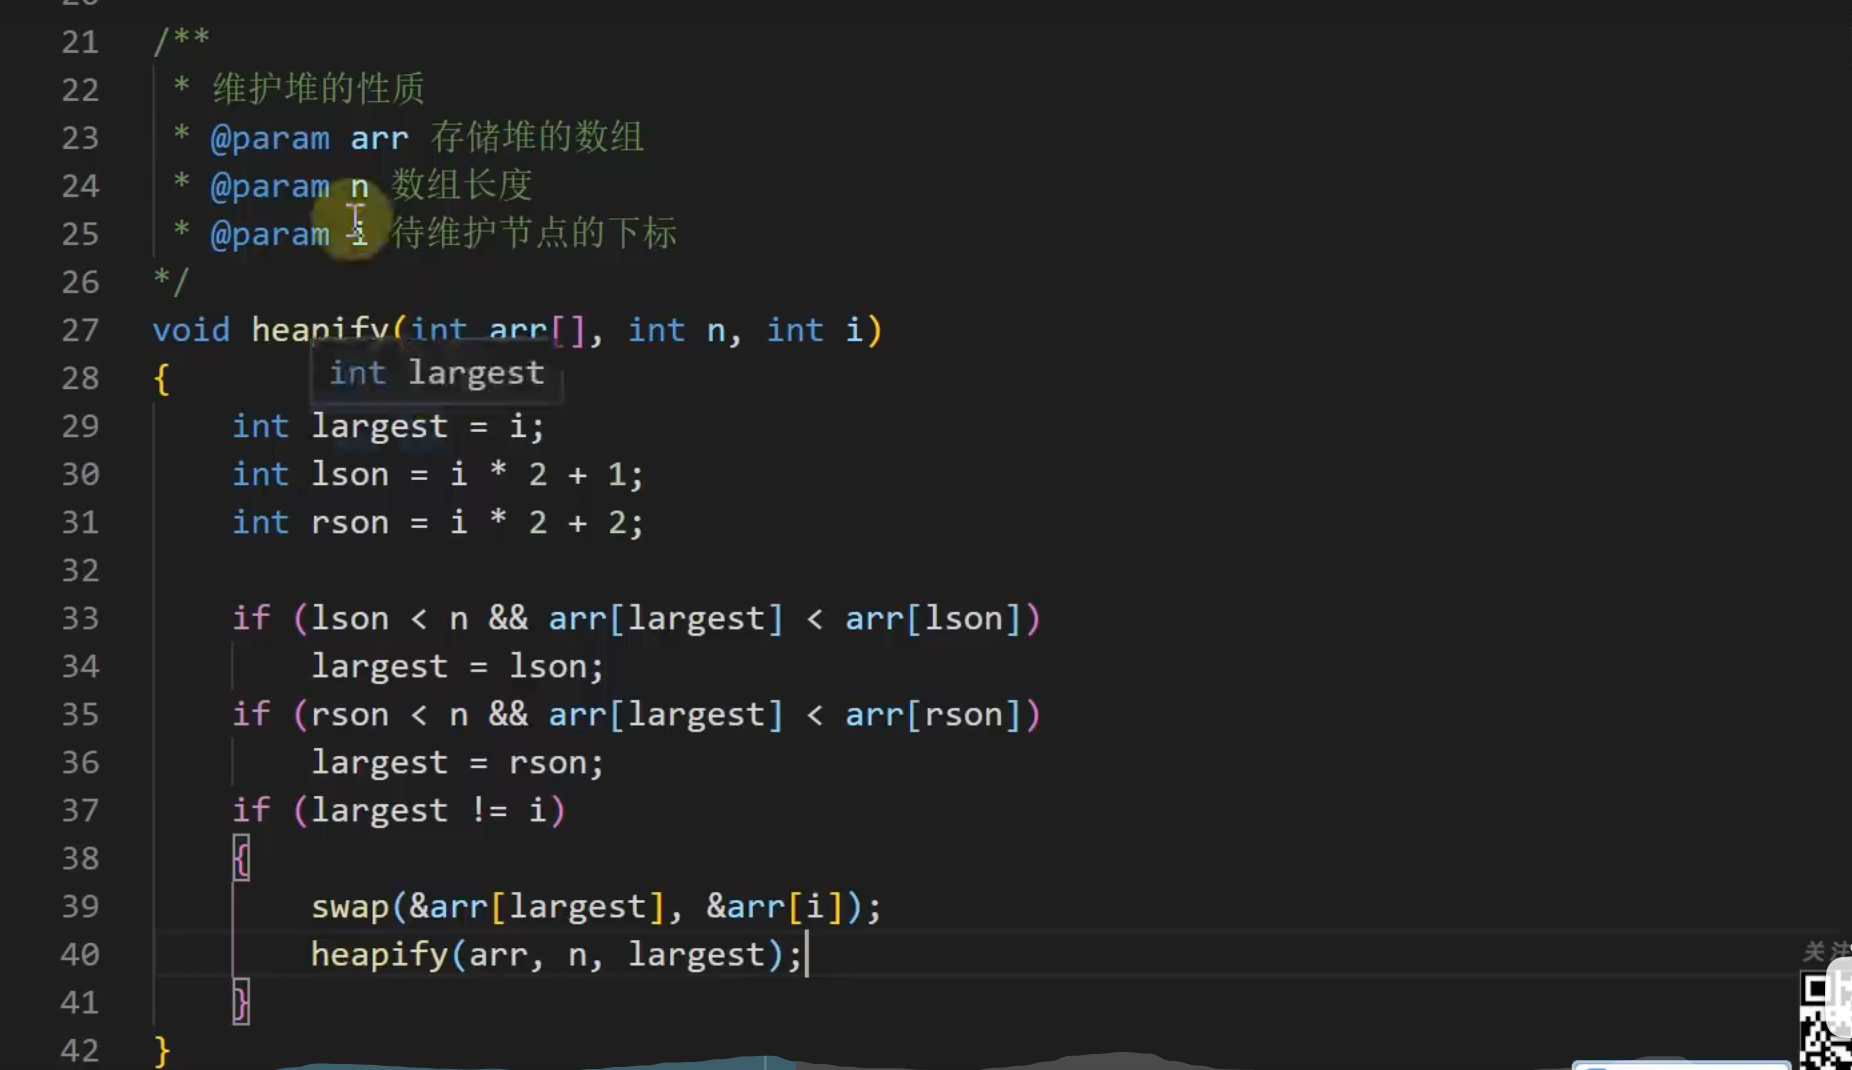 21 /**
22 * 维护堆的性质
23 * @param arr 存储堆的数组
24 * @param n 数组长度
25 * @param i 待维护节点的下标
26 */
27 void heapify(int arr[], int n, int i)
int largest
28 {
29 int largest = i;
30 int lson = i * 2 + 1;
31 int rson = i * 2 + 2;
32
33 if (lson < n && arr[largest] < arr[lson])
34 largest = lson;
35 if (rson < n && arr[largest] < arr[rson])
36 largest = rson;
37 if (largest != i)
38 {
39 swap(&arr[largest], &arr[i]);
40 heapify(arr, n, largest);
关注
41 }
42 }